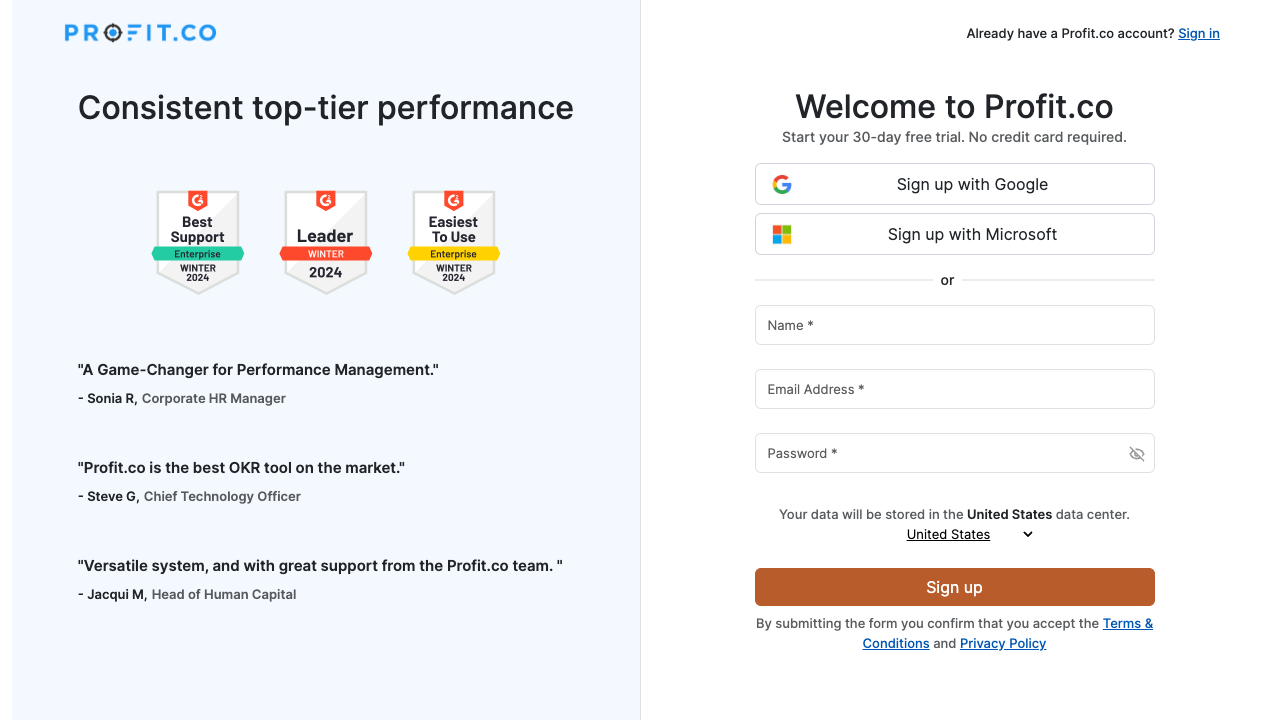 PROFIT.CO
Consistent top-tier performance
Best
Support
Enterprise
WINTER
2024
Leader
WINTER
2024
Easiest
To Use
Enterprise
WINTER
2024
"A Game-Changer for Performance Management."
- Sonia R, Corporate HR Manager
"Profit.co is the best OKR tool on the market."
- Steve G, Chief Technology Officer
"Versatile system, and with great support from the Profit.co team. "
- Jacqui M, Head of Human Capital
Already have a Profit.co account? Sign in
Welcome to Profit.co
Start your 30-day free trial. No credit card required.
Sign up with Google
Sign up with Microsoft
or
Name *
Email Address *
Password *
Your data will be stored in the United States data center.
United States
Sign up
By submitting the form you confirm that you accept the Terms &
Conditions and Privacy Policy